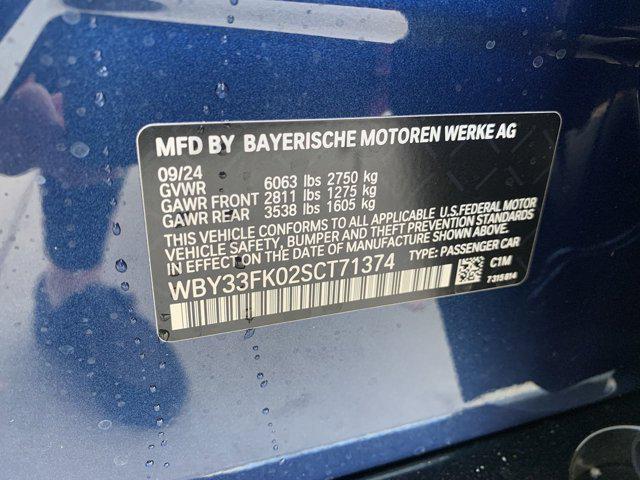 MFD BY BAYERISCHE MOTOREN WERKE AG
09/24
GVWR 6063 lbs 2750 kg
GAWR FRONT 2811 lbs 1275 kg
GAWR REAR 3538 lbs 1605 kg
THIS VEHICLE CONFORMS TO ALL APPLICABLE U.S.FEDERAL MOTOR
VEHICLE SAFETY, BUMPER AND THEFT PREVENTION STANDARDS
IN EFFECT ON THE DATE OF MANUFACTURE SHOWN ABOVE.
WBY33FK02SCT71374 TYPE: PASSENGER CAR
C1M
7315814